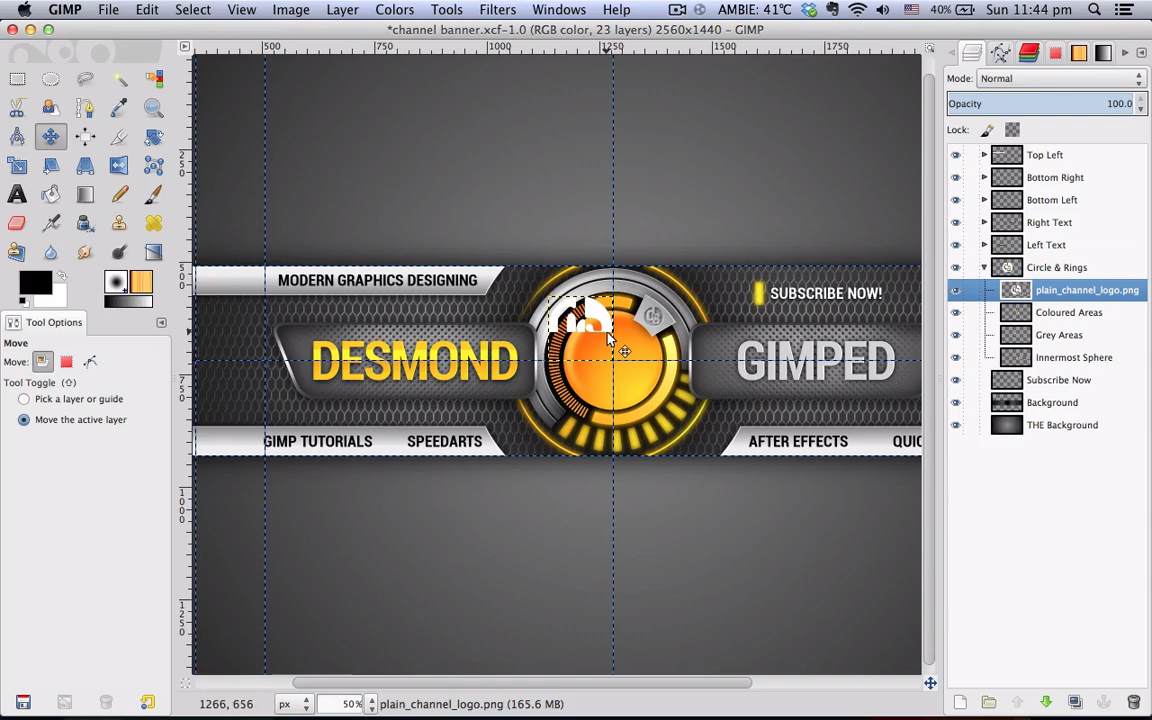 GIMP File Edit Select View Image Layer Colors Tools Filters Windows Help AMBIE: 41℃ 40% Sun 11:44 pm
*channel banner.xcf-1.0 (RGB color, 23 layers) 2560x1440 – GIMP
500 750 1000 1250 1500 1750
Mode: Normal
Opacity 100.0
Lock:
Top Left
250
Bottom Right
Bottom Left
Right Text
Left Text
500
Circle & Rings
MODERN GRAPHICS DESIGNING
SUBSCRIBE NOW!
plain_channel_logo.png
Coloured Areas
Tool Options
Grey Areas
Move
Move:
DESMOND
GIMPED
Innermost Sphere
Tool Toggle (⇧)
750
Subscribe Now
Pick a layer or guide
Background
Move the active layer
THE Background
GIMP TUTORIALS SPEEDARTS
AFTER EFFECTS QUIC
1000
1250
1266, 656 px 50% plain_channel_logo.png (165.6 MB)